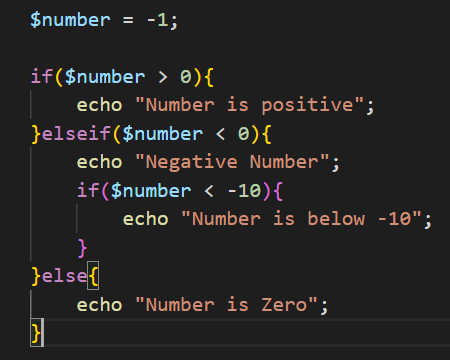 $number = -1;

if($number > 0){
    echo "Number is positive";
}elseif($number < 0){
    echo "Negative Number";
    if($number < -10){
        echo "Number is below -10";
    }
}else{
    echo "Number is Zero";
}